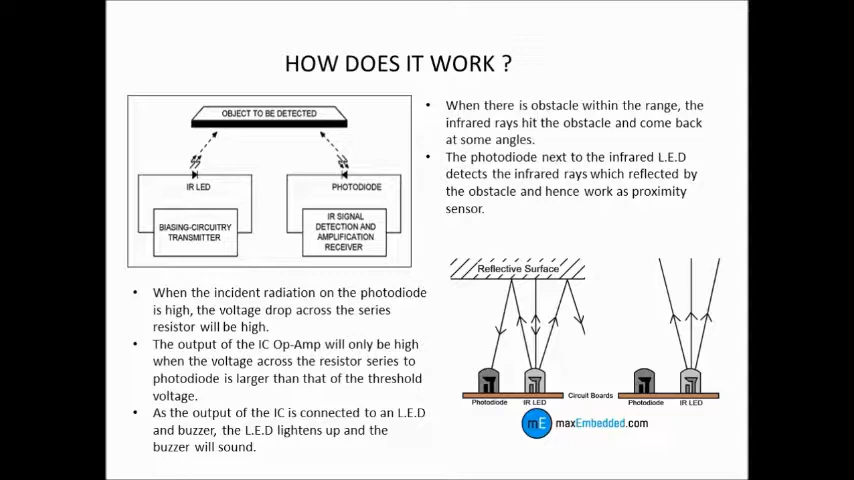 HOW DOES IT WORK ?
OBJECT TO BE DETECTED
IR LED
PHOTODIODE
BIASING-CIRCUITRY
TRANSMITTER
IR SIGNAL
DETECTION AND
AMPLIFICATION
RECEIVER
• When there is obstacle within the range, the
infrared rays hit the obstacle and come back
at some angles.
• The photodiode next to the infrared L.E.D
detects the infrared rays which reflected by
the obstacle and hence work as proximity
sensor.
• When the incident radiation on the photodiode
is high, the voltage drop across the series
resistor will be high.
• The output of the IC Op-Amp will only be high
when the voltage across the resistor series to
photodiode is larger than that of the threshold
voltage.
• As the output of the IC is connected to an L.E.D
and buzzer, the L.E.D lightens up and the
buzzer will sound.
Reflective Surface
Photodiode
IR LED
Circuit Boards
Photodiode
IR LED
mE maxEmbedded.com